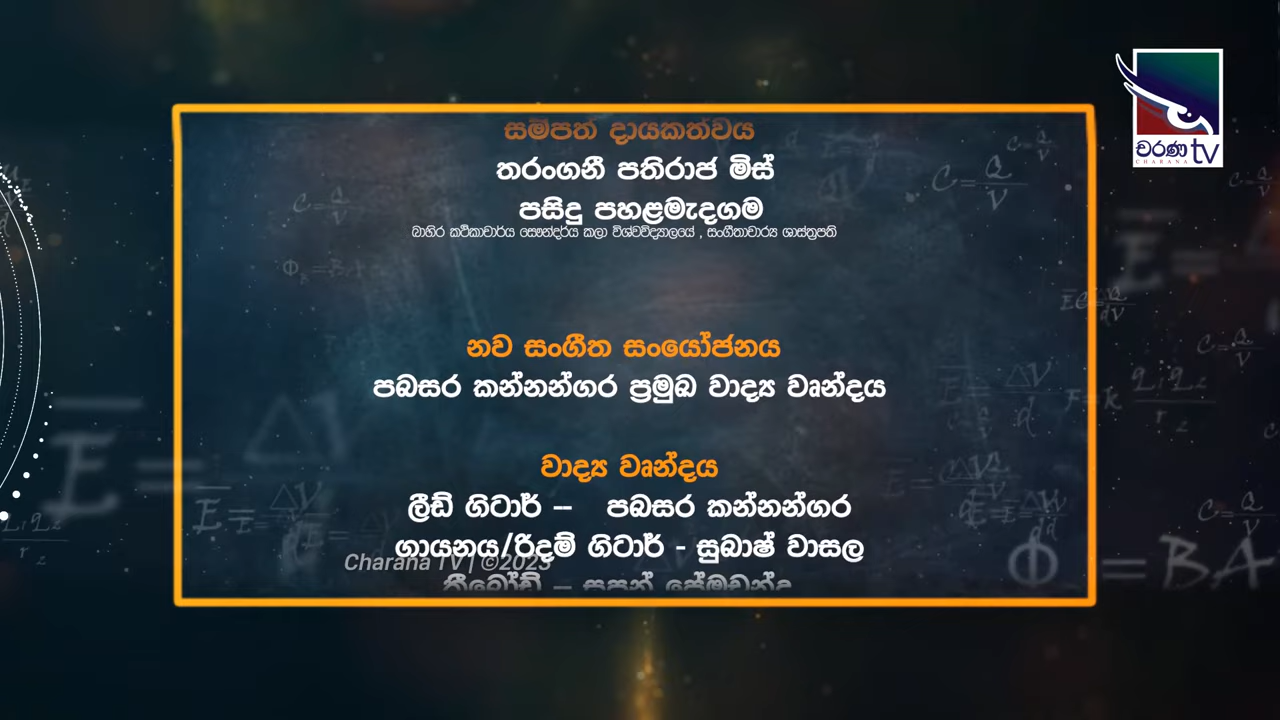 චරණ tv
CHARANA
සම්පත් දායකත්වය
තරංගනී පතිරාජ මිස්
පසිදු පහළමැදගම
බාහිර කථිකාචාර්ය සෞන්දර්ය කලා විශ්වවිද්‍යාලයේ , සංගීතාචාර්‍ය ශාස්ත්‍රපති
නව සංගීත සංයෝජනය
පබසර කන්නන්ගර ප්‍රමුඛ වාද්‍ය වෘන්දය
වාද්‍ය වෘන්දය
ලීඩ් ගිටාර් – පබසර කන්නන්ගර
ගායනය/රිදම් ගිටාර් - සුබාෂ් වාසල
Charana TV | ©2023
කීබෝඩ් –